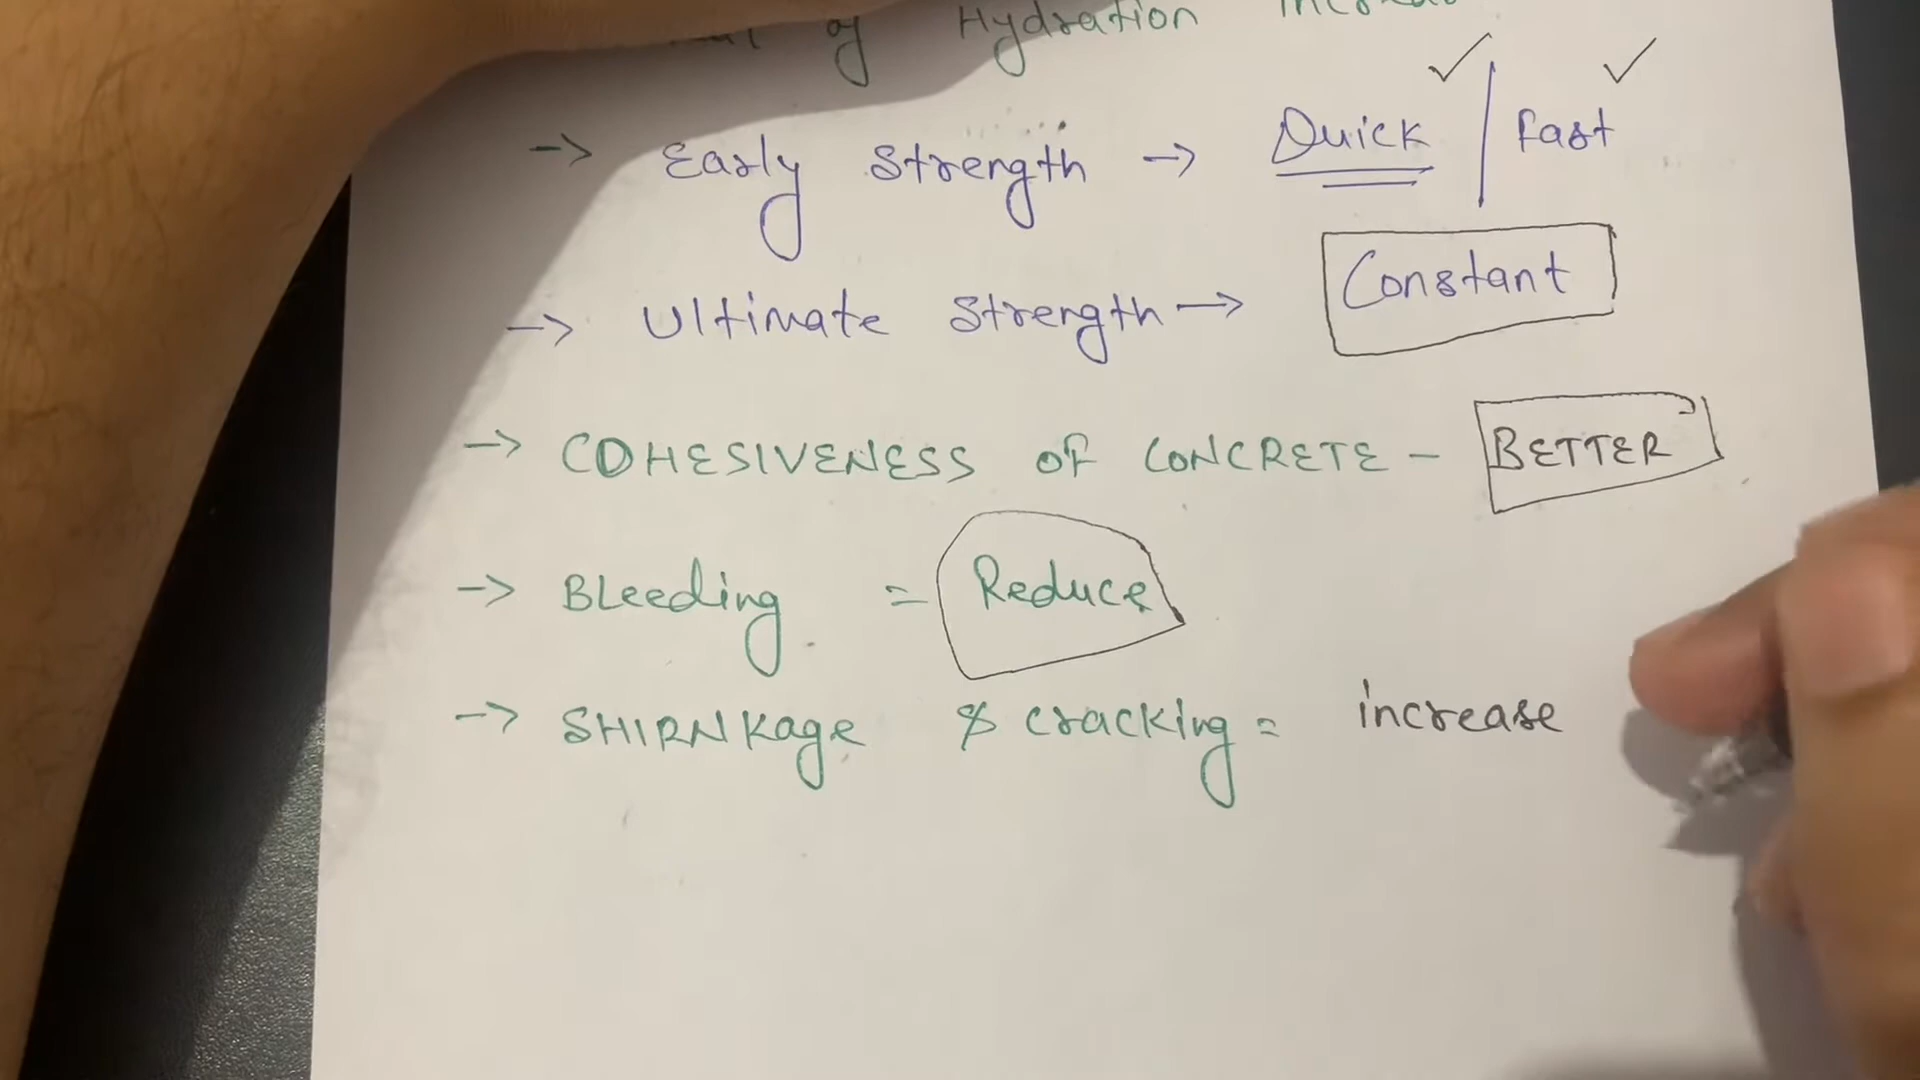 of Hydration
→ Early Strength → Quick / fast
→ Ultimate Strength → Constant
→ COHESIVENESS OF CONCRETE - BETTER
→ BLeeding = Reduce
→ SHIRNKage & cracking = increase